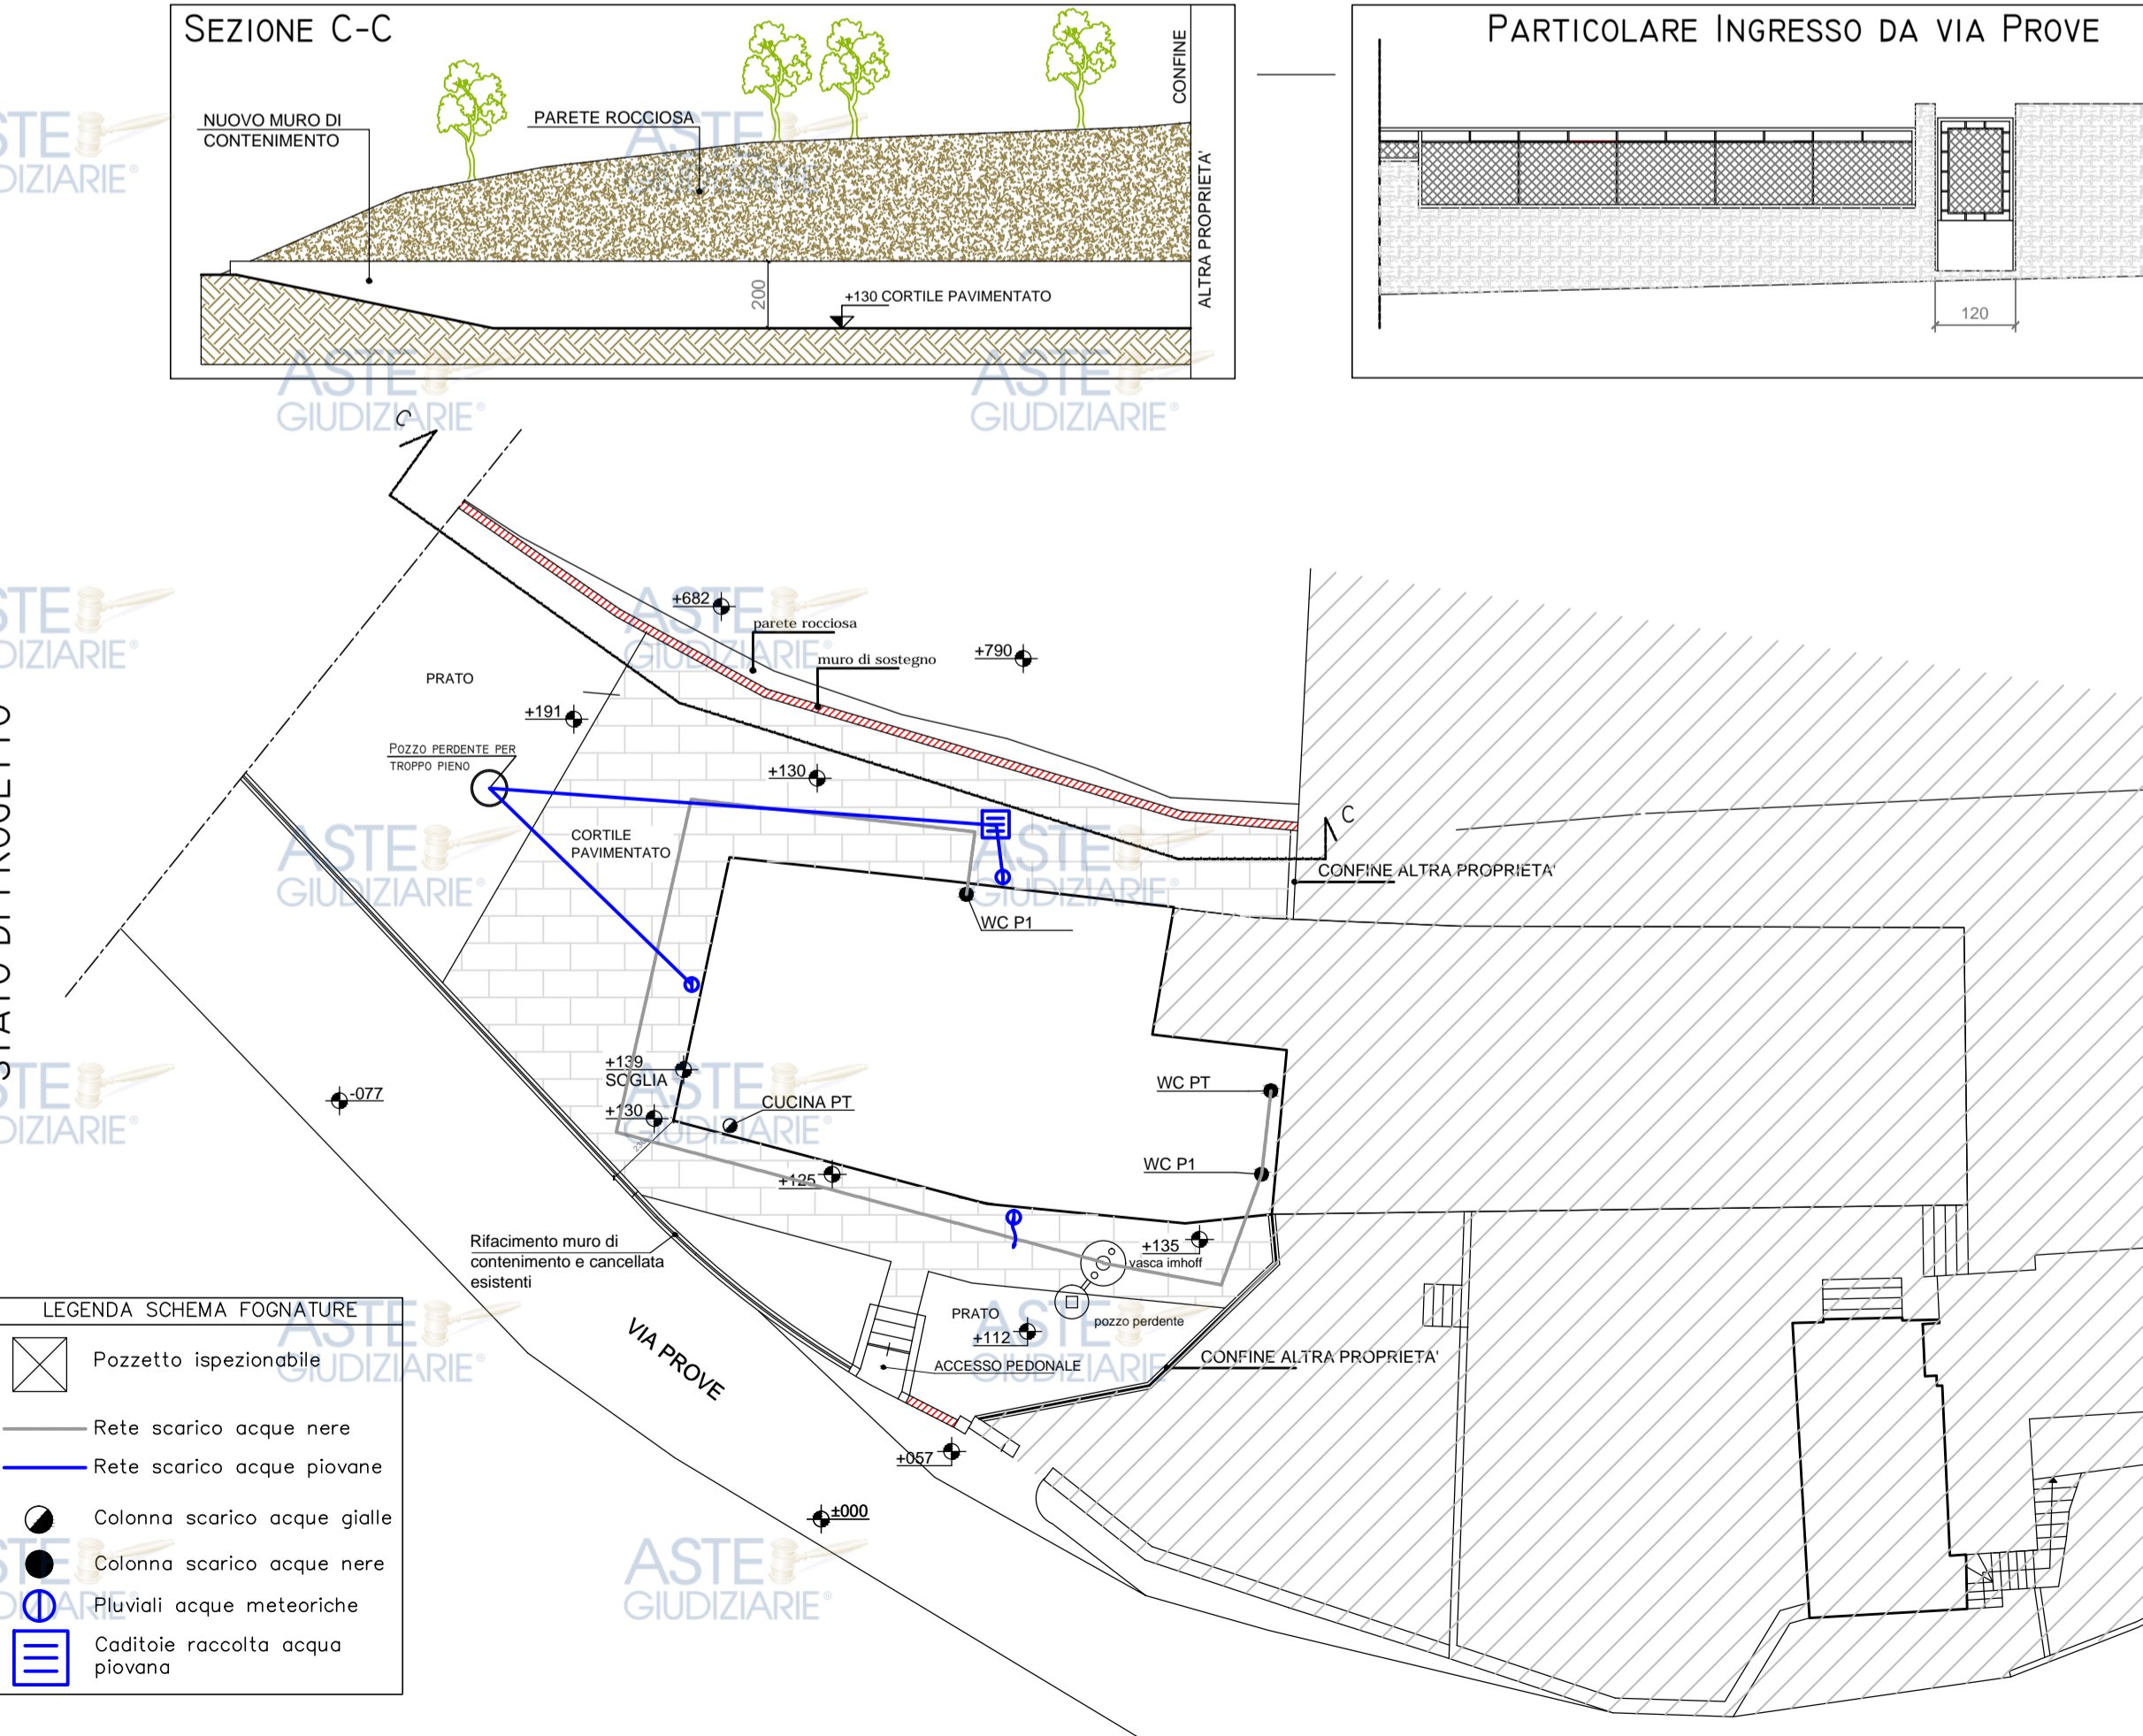 SEZIONE C-C
NUOVO MURO DI
CONTENIMENTO
PARETE ROCCIOSA
CONFINE
ALTRA PROPRIETA'
200
+130 CORTILE PAVIMENTATO
PARTICOLARE INGRESSO DA VIA PROVE
120
STATO DI PROGETTO
C
+682
parete rocciosa
muro di sostegno
+790
PRATO
+191
POZZO PERDENTE PER
TROPPO PIENO
+130
CORTILE
PAVIMENTATO
C
CONFINE ALTRA PROPRIETA'
WC P1
+139
SOGLIA
+130
CUCINA PT
-077
WC PT
WC P1
+125
Rifacimento muro di
contenimento e cancellata
esistenti
+135
vasca imhoff
PRATO
+112
pozzo perdente
ACCESSO PEDONALE
CONFINE ALTRA PROPRIETA'
VIA PROVE
+057
±000
LEGENDA SCHEMA FOGNATURE
Pozzetto ispezionabile
Rete scarico acque nere
Rete scarico acque piovane
Colonna scarico acque gialle
Colonna scarico acque nere
Pluviali acque meteoriche
Caditoie raccolta acqua
piovana
ASTE
GIUDIZIARIE®